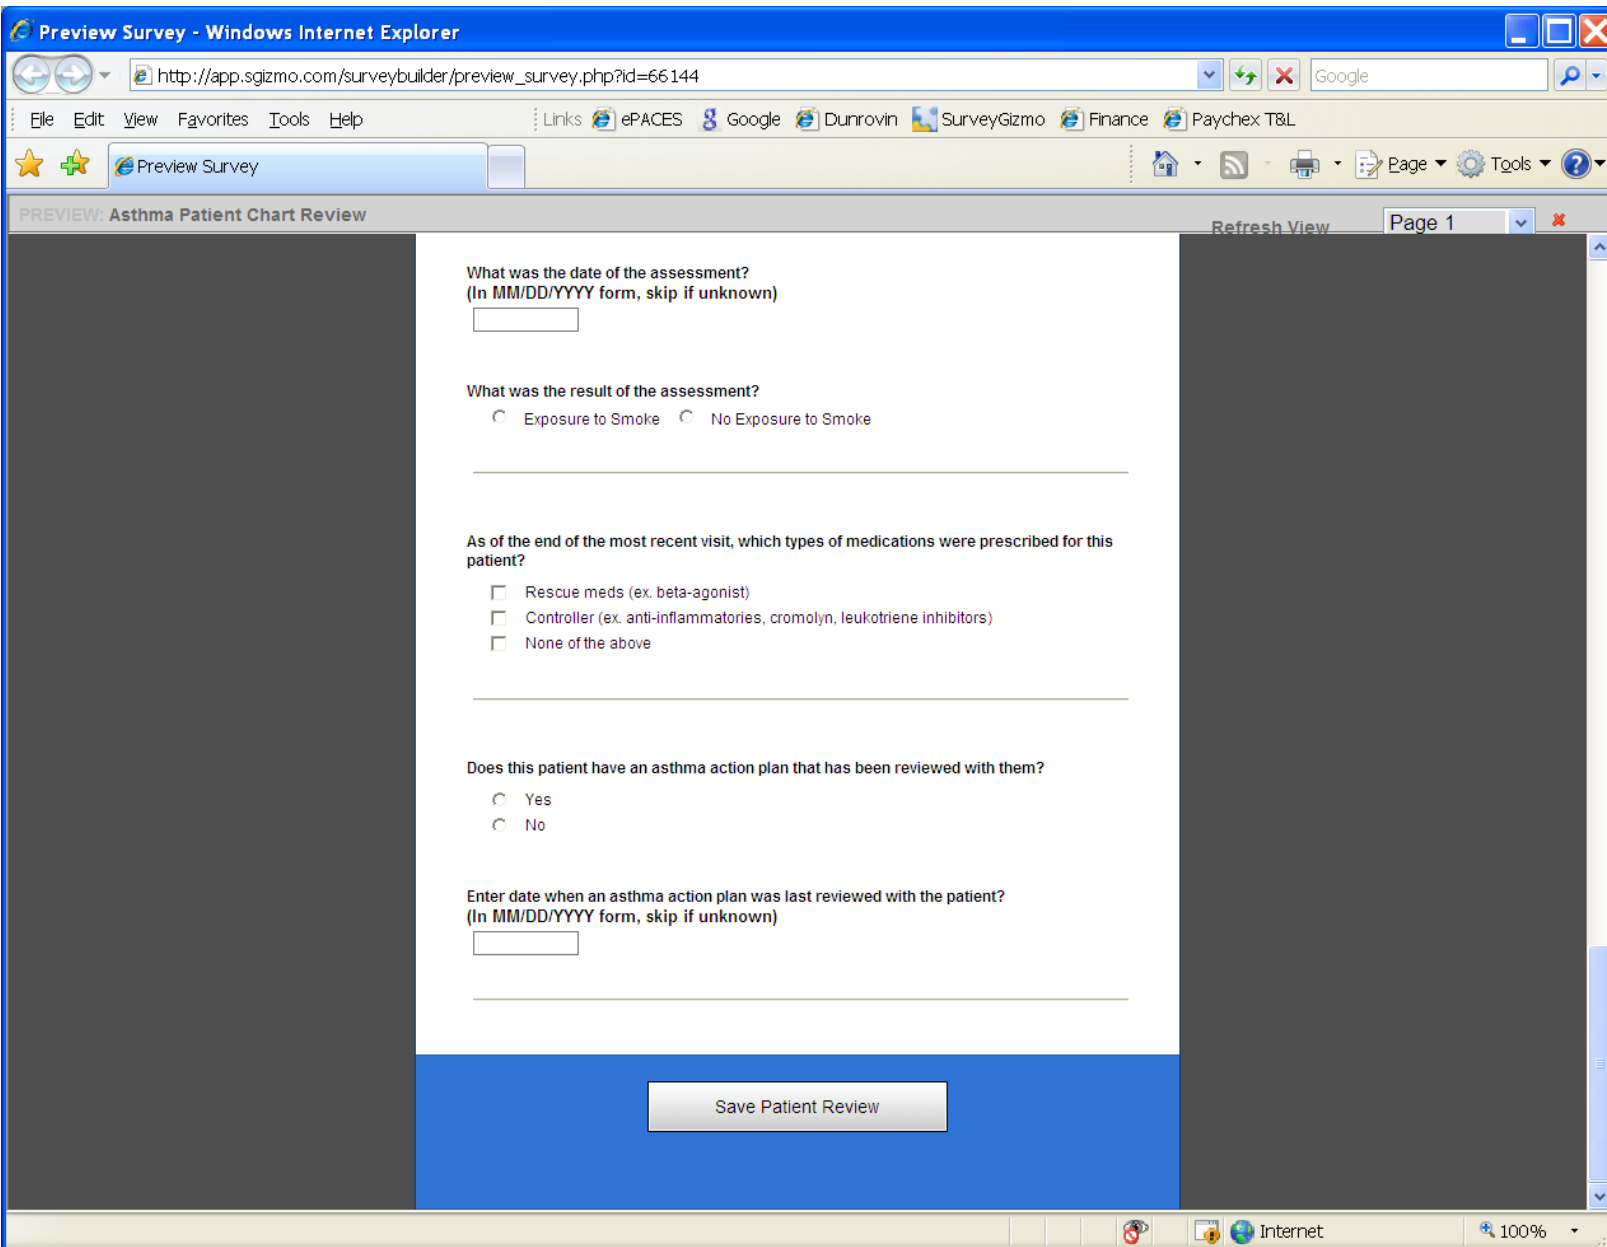 Preview Survey - Windows Internet Explorer
http://app.sgizmo.com/surveybuilder/preview_survey.php?id=66144
Google
File Edit View Favorites Tools Help
Links ePACES Google Dunrovin SurveyGizmo Finance Paychex T&L
Preview Survey
Page Tools
PREVIEW: Asthma Patient Chart Review
Refresh View
Page 1
What was the date of the assessment?
(In MM/DD/YYYY form, skip if unknown)
What was the result of the assessment?
Exposure to Smoke No Exposure to Smoke
As of the end of the most recent visit, which types of medications were prescribed for this
patient?
Rescue meds (ex. beta-agonist)
Controller (ex. anti-inflammatories, cromolyn, leukotriene inhibitors)
None of the above
Does this patient have an asthma action plan that has been reviewed with them?
Yes
No
Enter date when an asthma action plan was last reviewed with the patient?
(In MM/DD/YYYY form, skip if unknown)
Save Patient Review
Internet
100%